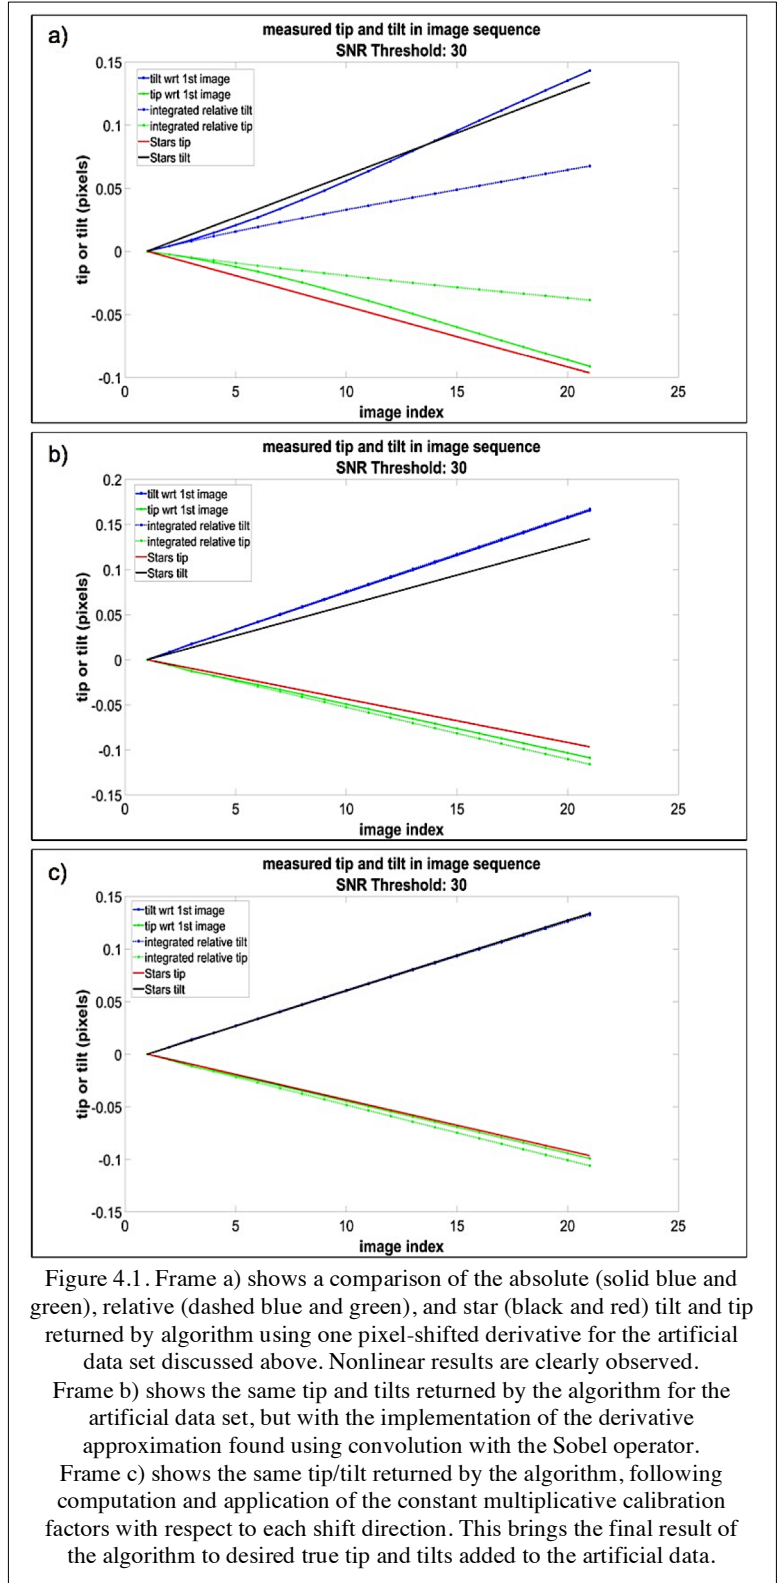 a)
measured tip and tilt in image sequence
SNR Threshold: 30
tilt wrt 1st image
tip wrt 1st image
integrated relative tilt
integrated relative tip
Stars tip
Stars tilt
tip or tilt (pixels)
0.15
0.1
0.05
0
-0.05
-0.1
0 5 10 15 20 25
image index
b)
measured tip and tilt in image sequence
SNR Threshold: 30
tilt wrt 1st image
tip wrt 1st image
integrated relative tilt
integrated relative tip
Stars tip
Stars tilt
tip or tilt (pixels)
0.2
0.15
0.1
0.05
0
-0.05
-0.1
-0.15
0 5 10 15 20 25
image index
c)
measured tip and tilt in image sequence
SNR Threshold: 30
tilt wrt 1st image
tip wrt 1st image
integrated relative tilt
integrated relative tip
Stars tip
Stars tilt
tip or tilt (pixels)
0.15
0.1
0.05
0
-0.05
-0.1
-0.15
0 5 10 15 20 25
image index
Figure 4.1. Frame a) shows a comparison of the absolute (solid blue and
green), relative (dashed blue and green), and star (black and red) tilt and tip
returned by algorithm using one pixel-shifted derivative for the artificial
data set discussed above. Nonlinear results are clearly observed.
Frame b) shows the same tip and tilts returned by the algorithm for the
artificial data set, but with the implementation of the derivative
approximation found using convolution with the Sobel operator.
Frame c) shows the same tip/tilt returned by the algorithm, following
computation and application of the constant multiplicative calibration
factors with respect to each shift direction. This brings the final result of
the algorithm to desired true tip and tilts added to the artificial data.